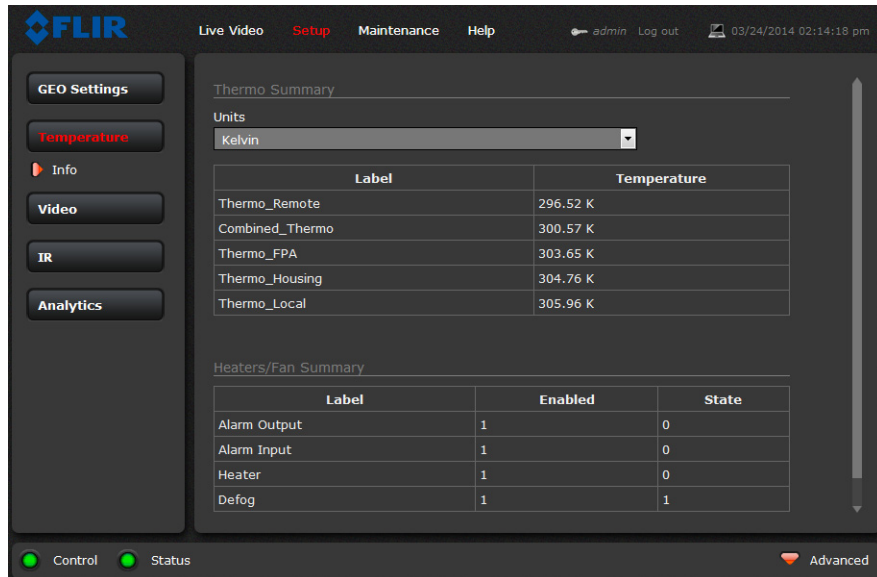 FLIR
Live Video Setup Maintenance Help admin Log out 03/24/2014 02:14:18 pm
GEO Settings
Temperature
Info
Video
IR
Analytics
Thermo Summary
Units
Kelvin
Label Temperature
Thermo_Remote 296.52 K
Combined_Thermo 300.57 K
Thermo_FPA 303.65 K
Thermo_Housing 304.76 K
Thermo_Local 305.96 K
Heaters/Fan Summary
Label Enabled State
Alarm Output 1 0
Alarm Input 1 0
Heater 1 0
Defog 1 1
Control Status Advanced